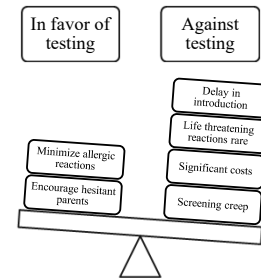 In favor of
testing
Against
testing
Minimize allergic
reactions
Encourage hesitant
parents
Delay in
introduction
Life threatening
reactions rare
Significant costs
Screening creep